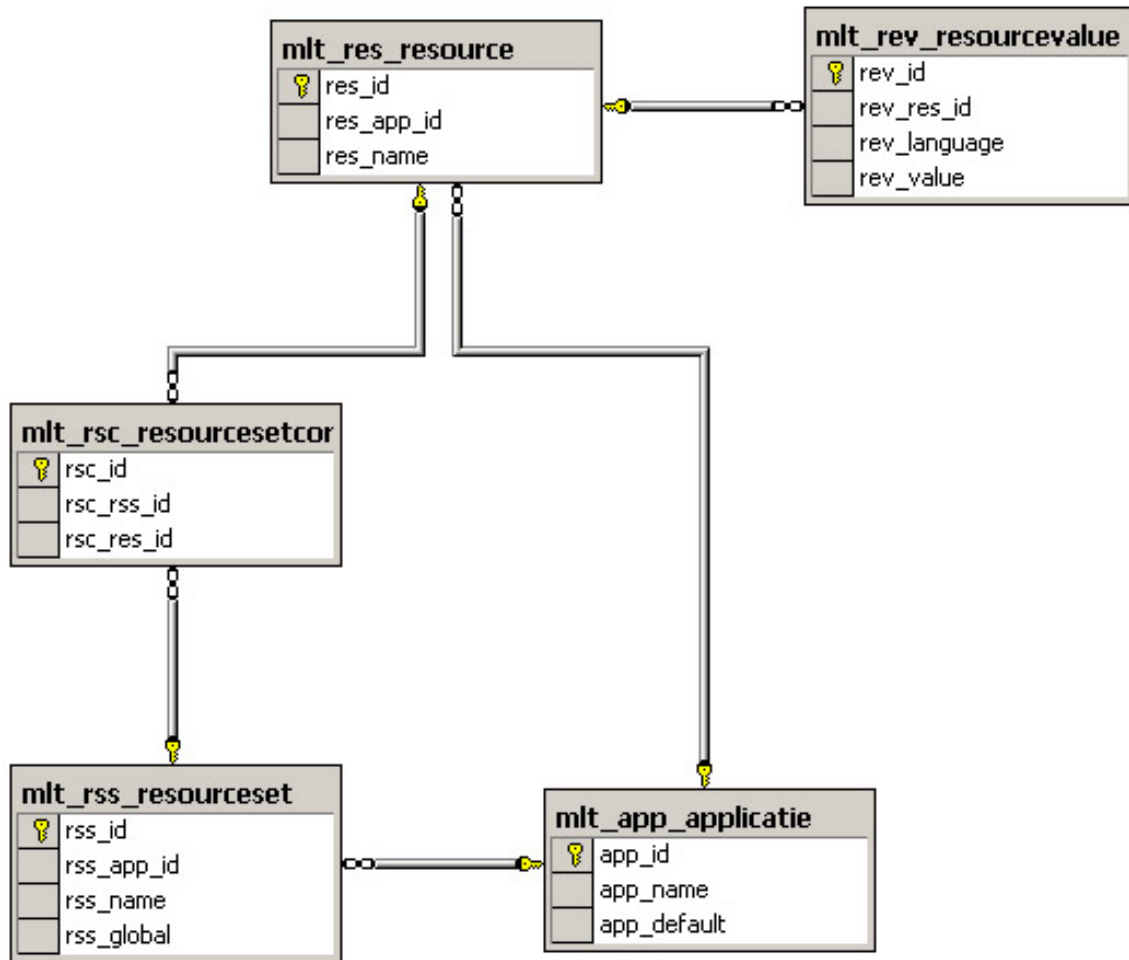 mlt_res_resource
res_id
res_app_id
res_name
mlt_rev_resourcevalue
rev_id
rev_res_id
rev_language
rev_value
mlt_rsc_resourcesetcor
rsc_id
rsc_rss_id
rsc_res_id
mlt_rss_resourceset
rss_id
rss_app_id
rss_name
rss_global
mlt_app_applicatie
app_id
app_name
app_default